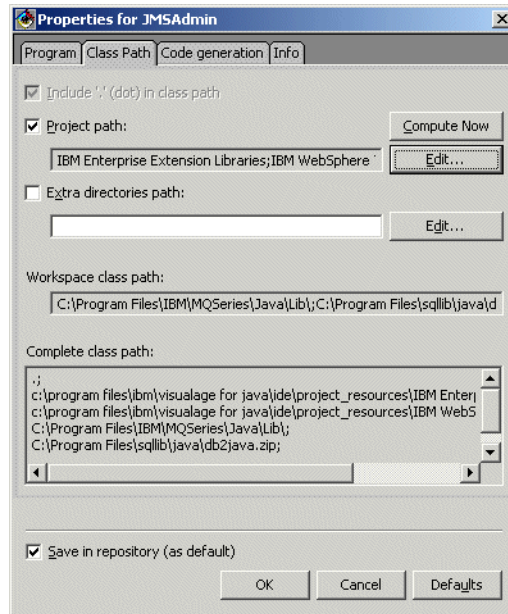 Properties for JMSAdmin
Program Class Path Code generation Info
Include '.' (dot) in class path
Project path: Compute Now
IBM Enterprise Extension Libraries;IBM WebSphere Edit...
Extra directories path:
Edit...
Workspace class path:
C:\Program Files\IBM\MQSeries\Java\Lib\;C:\Program Files\sqllib\java\d
Complete class path:
.;
c:\program files\ibm\visualage for java\ide\project_resources\IBM Enterp
c:\program files\ibm\visualage for java\ide\project_resources\IBM WebS
C:\Program Files\IBM\MQSeries\Java\Lib\;
C:\Program Files\sqllib\java\db2java.zip;
Save in repository (as default)
OK Cancel Defaults